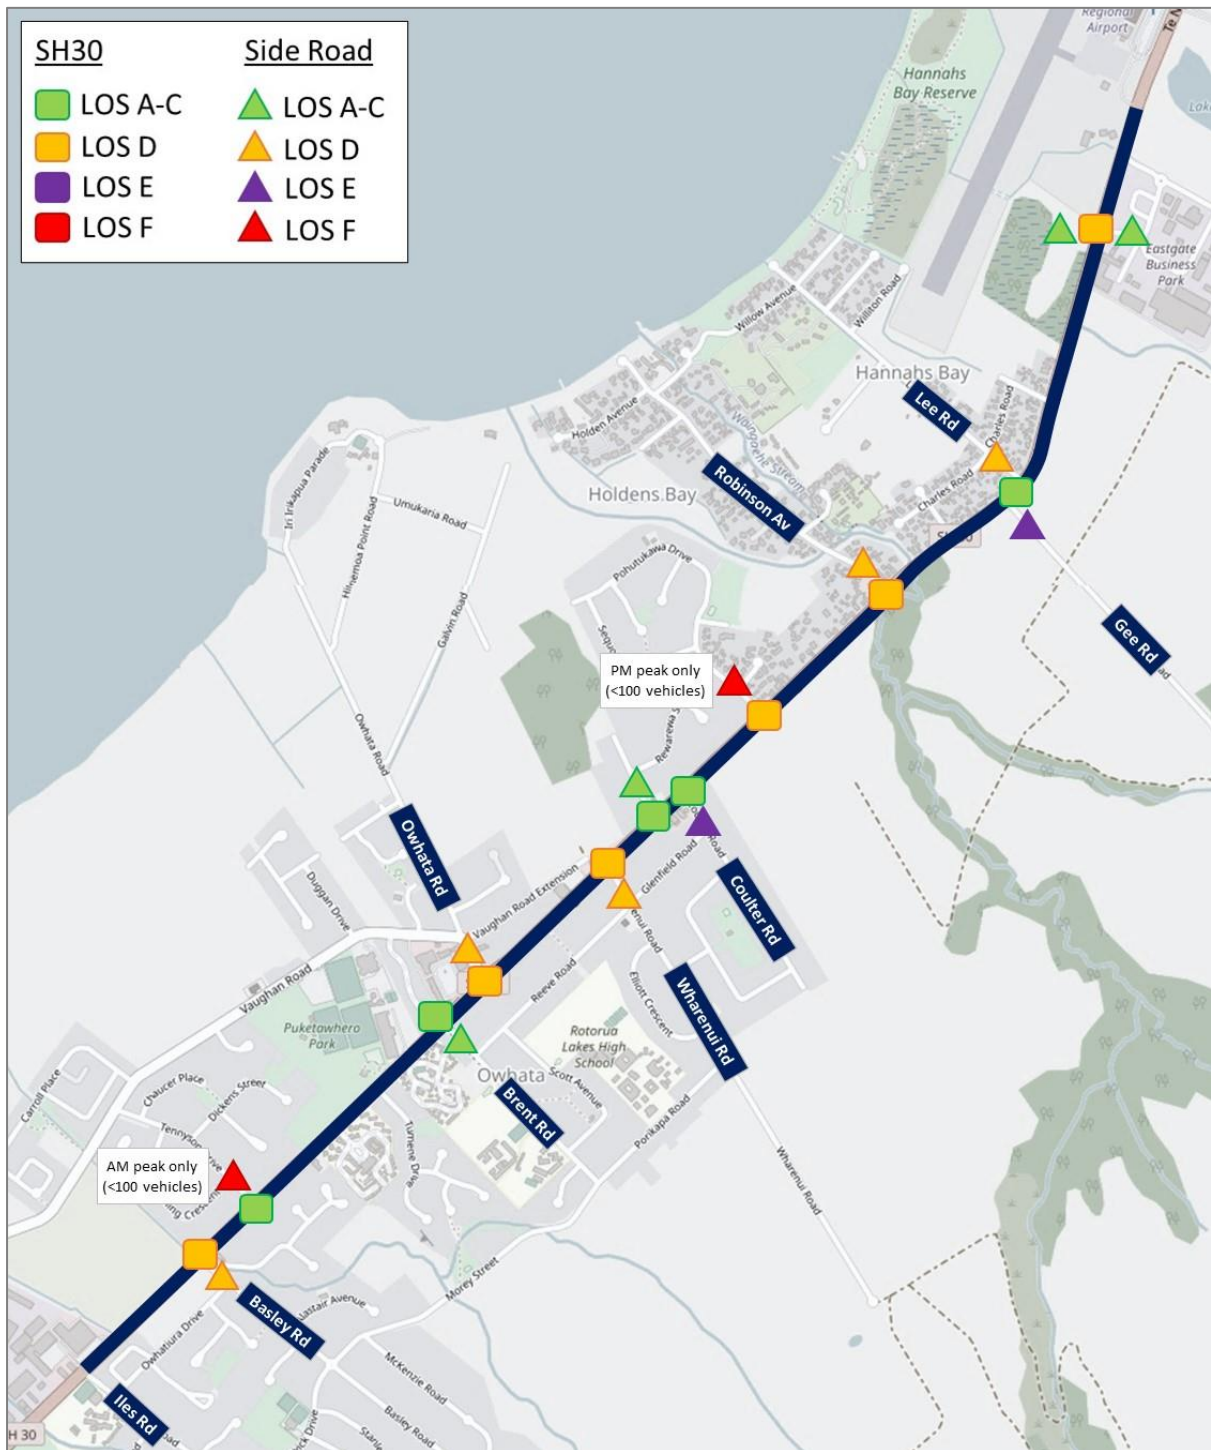 SH30
Side Road
LOS A-C
LOS A-C
LOS D
LOS D
LOS E
LOS E
LOS F
LOS F
Regional
Airport
Hannahs
Bay Reserve
Eastgate
Business
Park
Willow Avenue
Williton Road
Hannahs Bay
Lee Rd
Charles Road
Holden Avenue
Waingaehe Stream
Iri Irikapua Parade
Robinson Av
Charles Road
Holdens Bay
Umukaria Road
Hinemoa Point Road
Pohutukawa Drive
Galvin Road
Gee Rd
PM peak only
(<100 vehicles)
Owhata Road
Owhata Rd
Glenfield Road
Coulter Rd
Duggan Drive
Vaughan Road Extension
Vaughan Road
Reeve Road
Elliott Crescent
Wharenui Rd
Puketawhero
Park
Rotorua
Lakes High
School
Owhata
Scott Avenue
Brent Rd
Porikapa Road
Carroll Place
Chaucer Place
Dickens Street
AM peak only
(<100 vehicles)
Wharenui Road
Morey Street
Basley Rd
Owhatiura Drive
McKenzie Road
Basley Road
Iles Rd
H 30